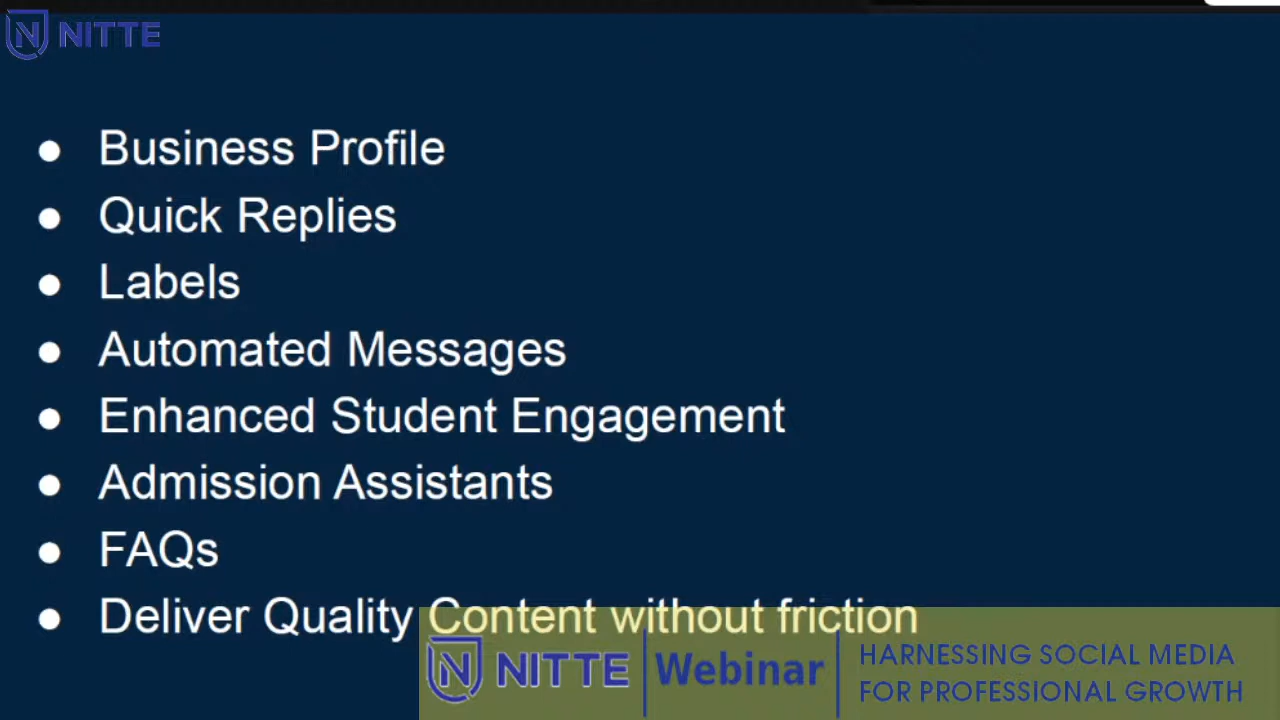 NITTE
● Business Profile
● Quick Replies
● Labels
● Automated Messages
● Enhanced Student Engagement
● Admission Assistants
● FAQs
● Deliver Quality Content without friction
NITTE Webinar HARNESSING SOCIAL MEDIA
FOR PROFESSIONAL GROWTH